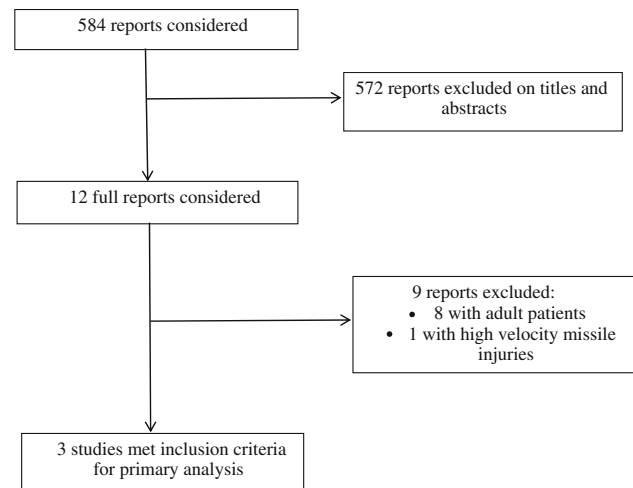 584 reports considered
572 reports excluded on titles and
abstracts
12 full reports considered
9 reports excluded:
• 8 with adult patients
• 1 with high velocity missile
injuries
3 studies met inclusion criteria
for primary analysis